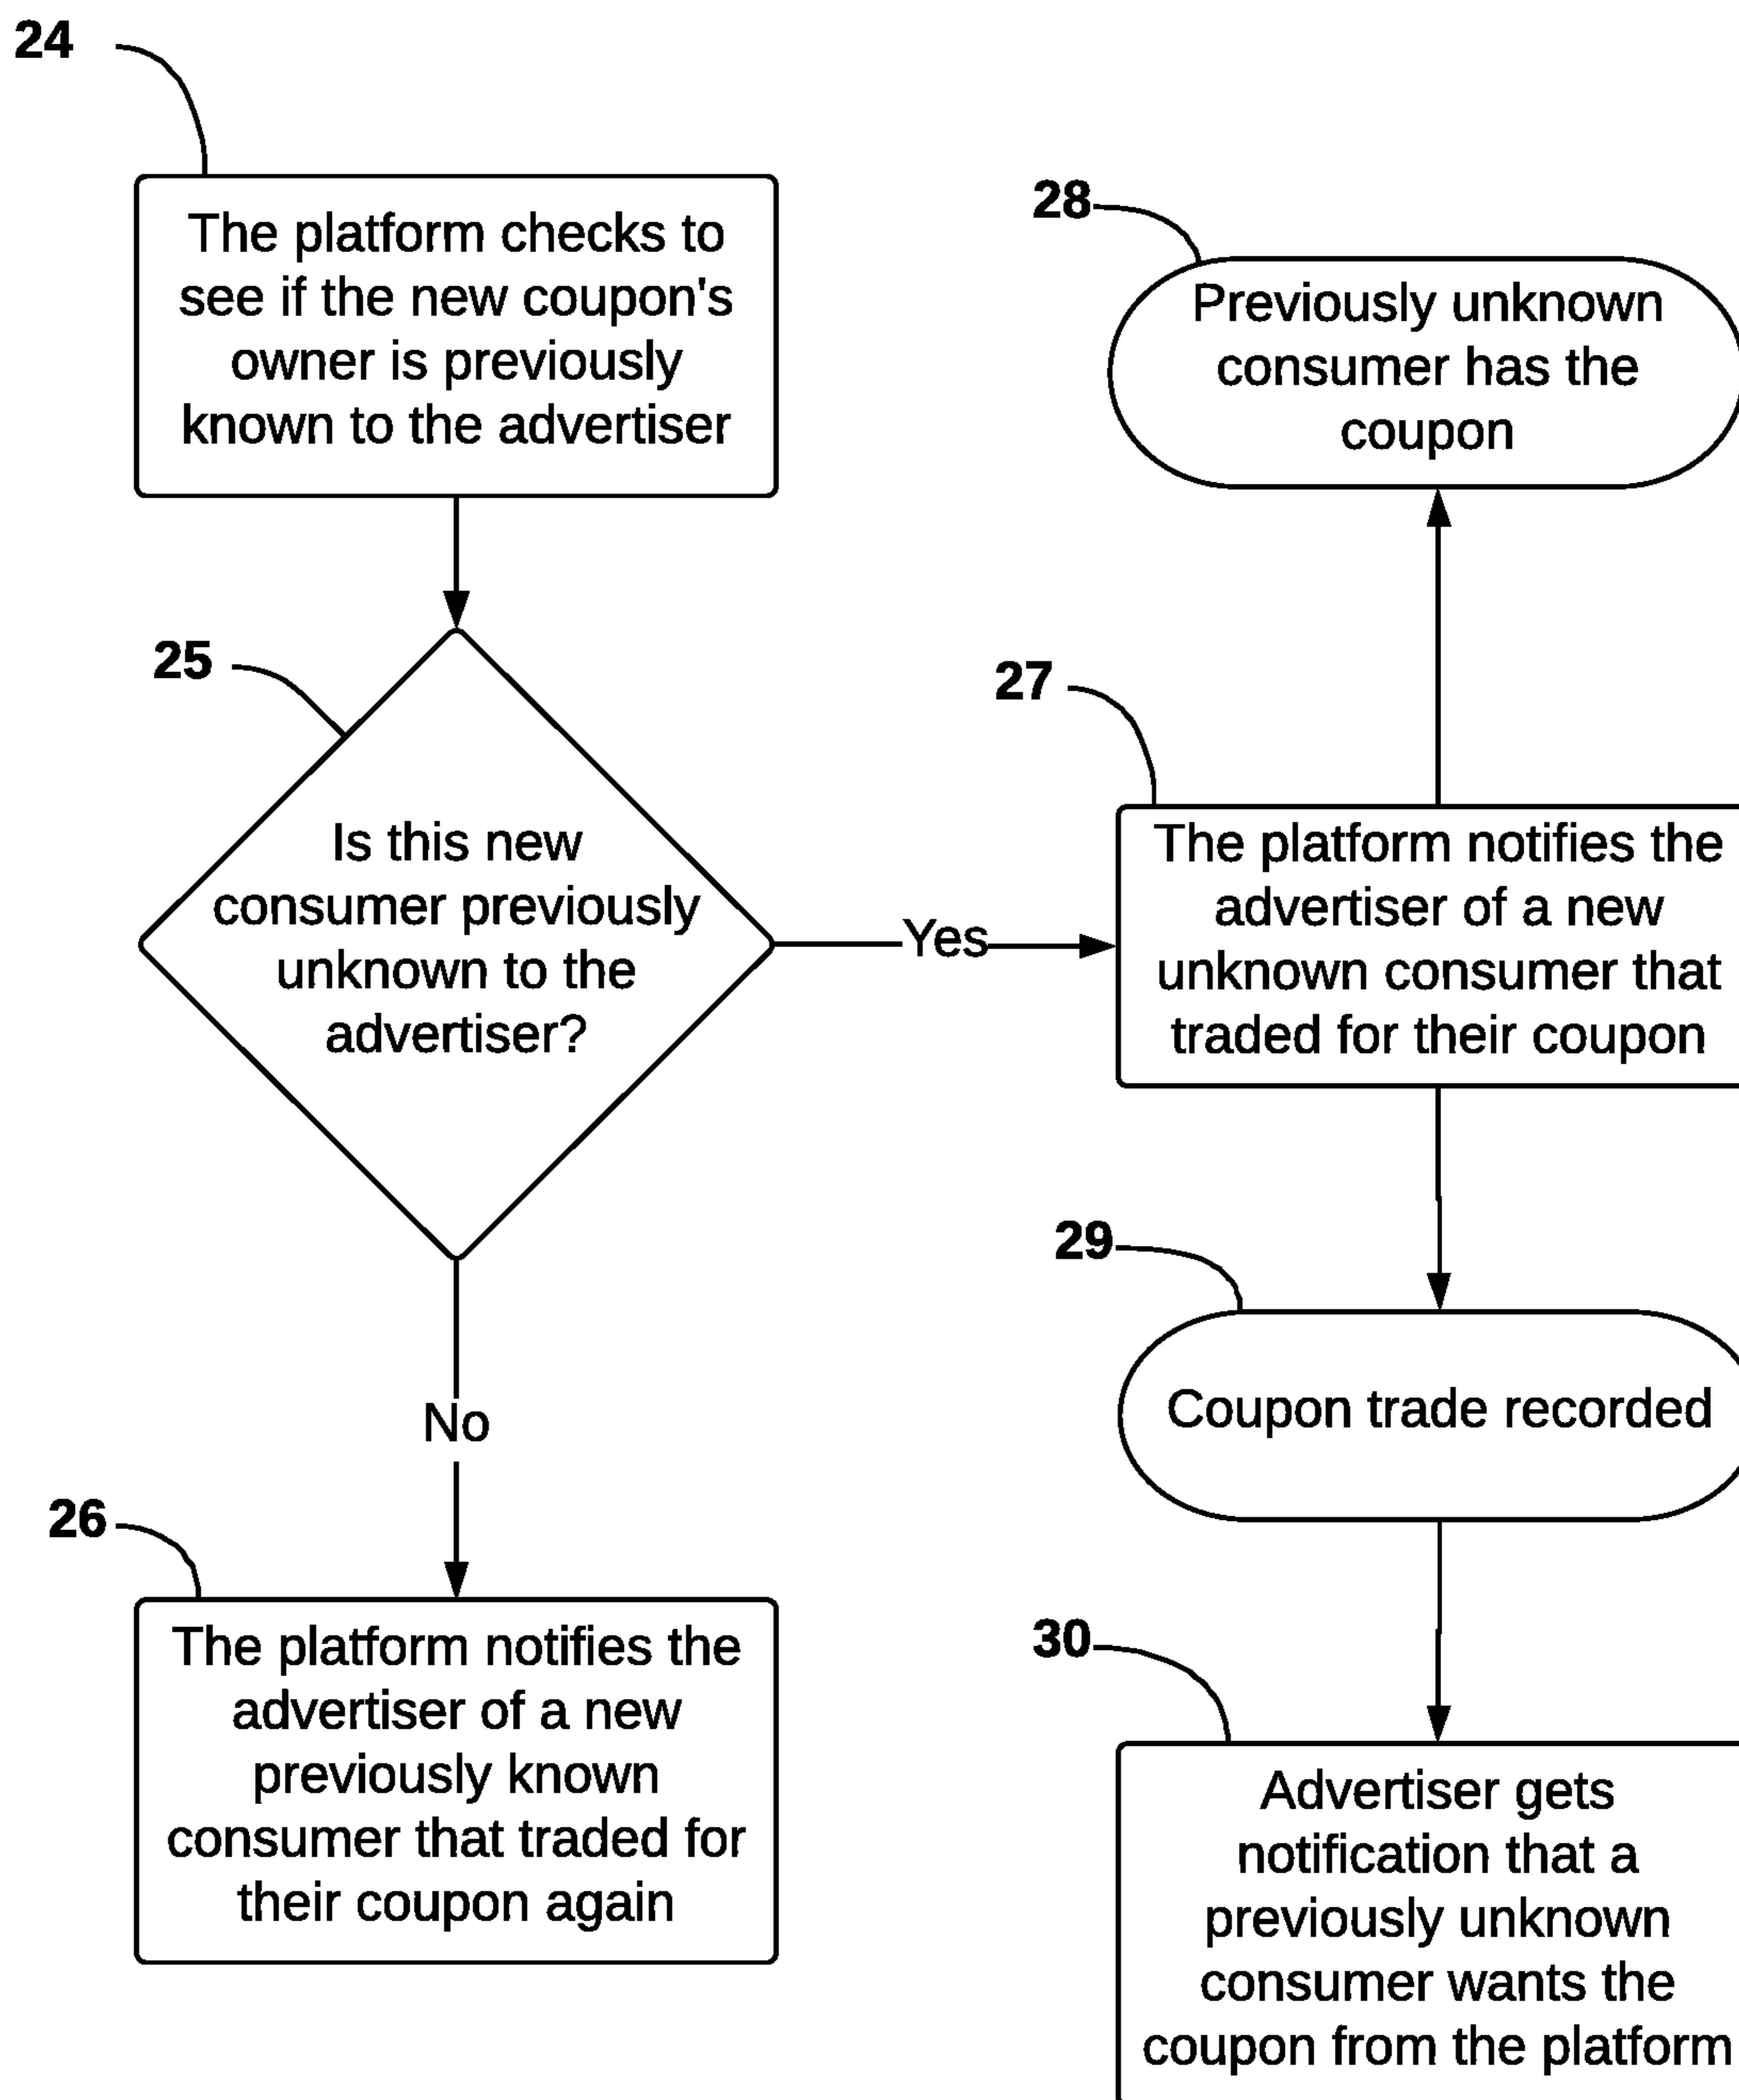 24
The platform checks to
see if the new coupon's
owner is previously
known to the advertiser
25
Is this new
consumer previously
unknown to the
advertiser?
Yes
No
26
The platform notifies the
advertiser of a new
previously known
consumer that traded for
their coupon again
28
Previously unknown
consumer has the
coupon
27
The platform notifies the
advertiser of a new
unknown consumer that
traded for their coupon
29
Coupon trade recorded
30
Advertiser gets
notification that a
previously unknown
consumer wants the
coupon from the platform